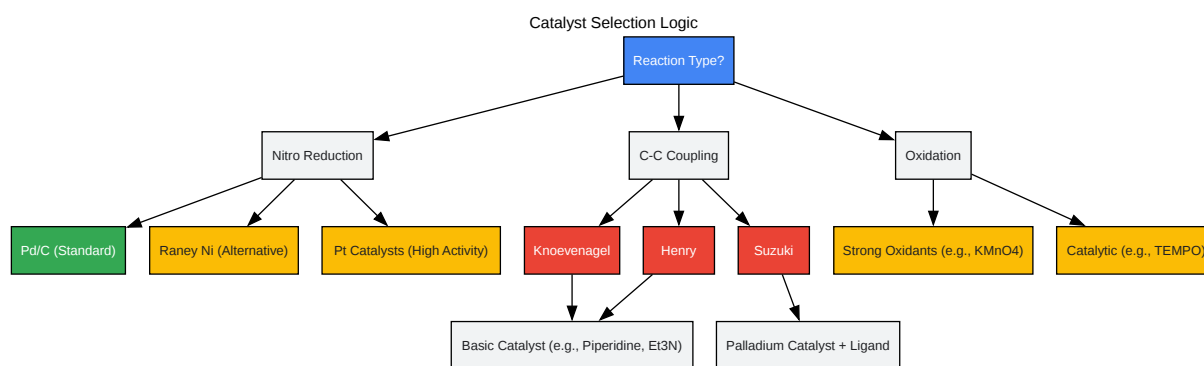 Catalyst Selection Logic
Reaction Type?
Nitro Reduction
C-C Coupling
Oxidation
Pd/C (Standard)
Raney Ni (Alternative)
Pt Catalysts (High Activity)
Knoevenagel
Henry
Suzuki
Strong Oxidants (e.g., KMnO4)
Catalytic (e.g., TEMPO)
Basic Catalyst (e.g., Piperidine, Et3N)
Palladium Catalyst + Ligand